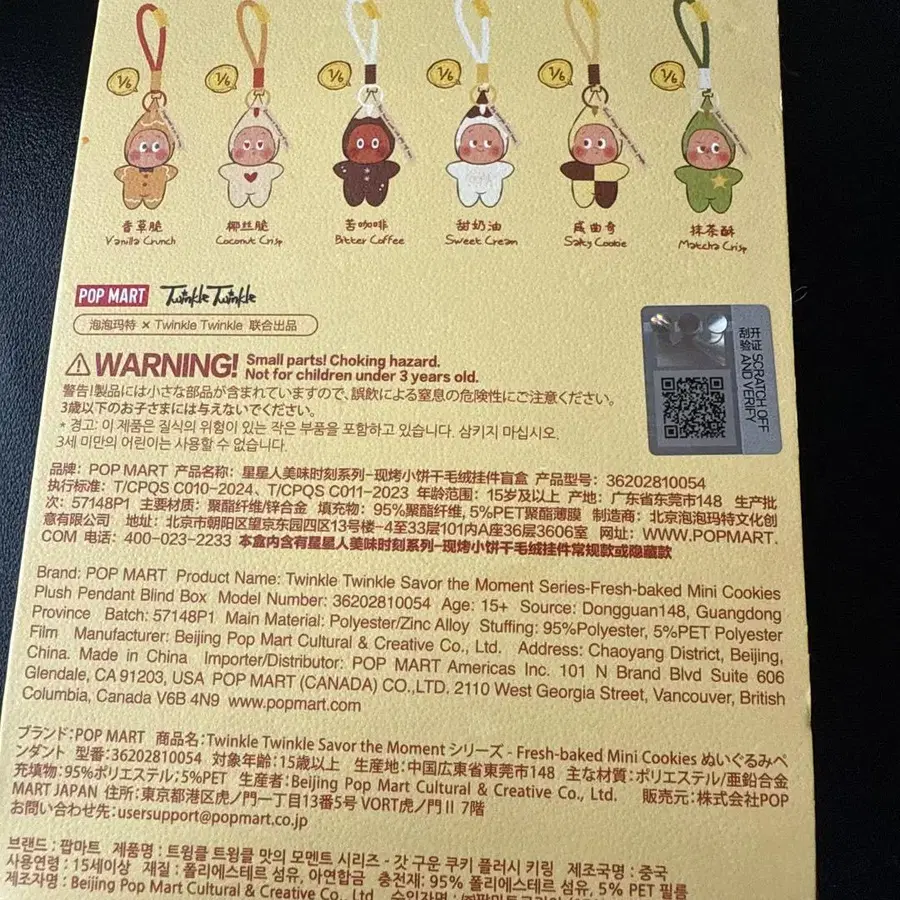 1/6 1/6 1/6 1/6 1/6 1/6
香草脆 椰丝脆 苦咖啡 甜奶油 咸曲奇 抹茶酥
Vanilla Crunch Coconut Crisp Bitter Coffee Sweet Cream Salty Cookie Matcha Crisp
POP MART Twinkle Twinkle
泡泡玛特 × Twinkle Twinkle 联合出品
刮开验证 SCRATCH OFF AND VERIFY
WARNING! Small parts! Choking hazard.
Not for children under 3 years old.
警告!製品には小さな部品が含まれていますので、誤飲による窒息の危険性にご注意ください。
3歳以下のお子さまには与えないでください。
* 경고: 이 제품은 질식의 위험이 있는 작은 부품을 포함하고 있습니다. 삼키지 마십시오.
3세 미만의 어린이는 사용할 수 없습니다.
品牌: POP MART 产品名称: 星星人美味时刻系列-现烤小饼干毛绒挂件盲盒 产品型号: 36202810054
执行标准: T/CPQS C010-2024、T/CPQS C011-2023 年龄范围: 15岁及以上 产地: 广东省东莞市148 生产批
次: 57148P1 主要材质: 聚酯纤维/锌合金 填充物: 95%聚酯纤维, 5%PET聚酯薄膜 制造商: 北京泡泡玛特文化创
意有限公司 地址: 北京市朝阳区望京东园四区13号楼-4至33层101内A座36层3606室 网址: WWW.POPMART.
COM 电话: 400-023-2233 本盒内含有星星人美味时刻系列-现烤小饼干毛绒挂件常规款或隐藏款
Brand: POP MART Product Name: Twinkle Twinkle Savor the Moment Series-Fresh-baked Mini Cookies
Plush Pendant Blind Box Model Number: 36202810054 Age: 15+ Source: Dongguan148, Guangdong
Province Batch: 57148P1 Main Material: Polyester/Zinc Alloy Stuffing: 95%Polyester, 5%PET Polyester
Film Manufacturer: Beijing Pop Mart Cultural & Creative Co., Ltd. Address: Chaoyang District, Beijing,
China. Made in China Importer/Distributor: POP MART Americas Inc. 101 N Brand Blvd Suite 606
Glendale, CA 91203, USA POP MART (CANADA) CO.,LTD. 2110 West Georgia Street, Vancouver, British
Columbia, Canada V6B 4N9 www.popmart.com
ブランド:POP MART 商品名:Twinkle Twinkle Savor the Moment シリーズ - Fresh-baked Mini Cookies ぬいぐるみペ
ンダント 型番:36202810054 対象年齢:15歳以上 生産地:中国広東省東莞市148 主な材質:ポリエステル/亜鉛合金
充填物:95%ポリエステル;5%PET 生産者:Beijing Pop Mart Cultural & Creative Co., Ltd. 販売元:株式会社POP
MART JAPAN 住所:東京都港区虎ノ門一丁目13番5号 VORT虎ノ門Ⅱ 7階
お問い合わせ先:usersupport@popmart.co.jp
브랜드 : 팝마트 제품명 : 트윙클 트윙클 맛의 모멘트 시리즈 - 갓 구운 쿠키 플러시 키링 제조국명 : 중국
사용연령 : 15세이상 재질 : 폴리에스테르 섬유, 아연합금 충전재: 95% 폴리에스테르 섬유, 5% PET 필름
제조자명 : Beijing Pop Mart Cultural & Creative Co., Ltd.